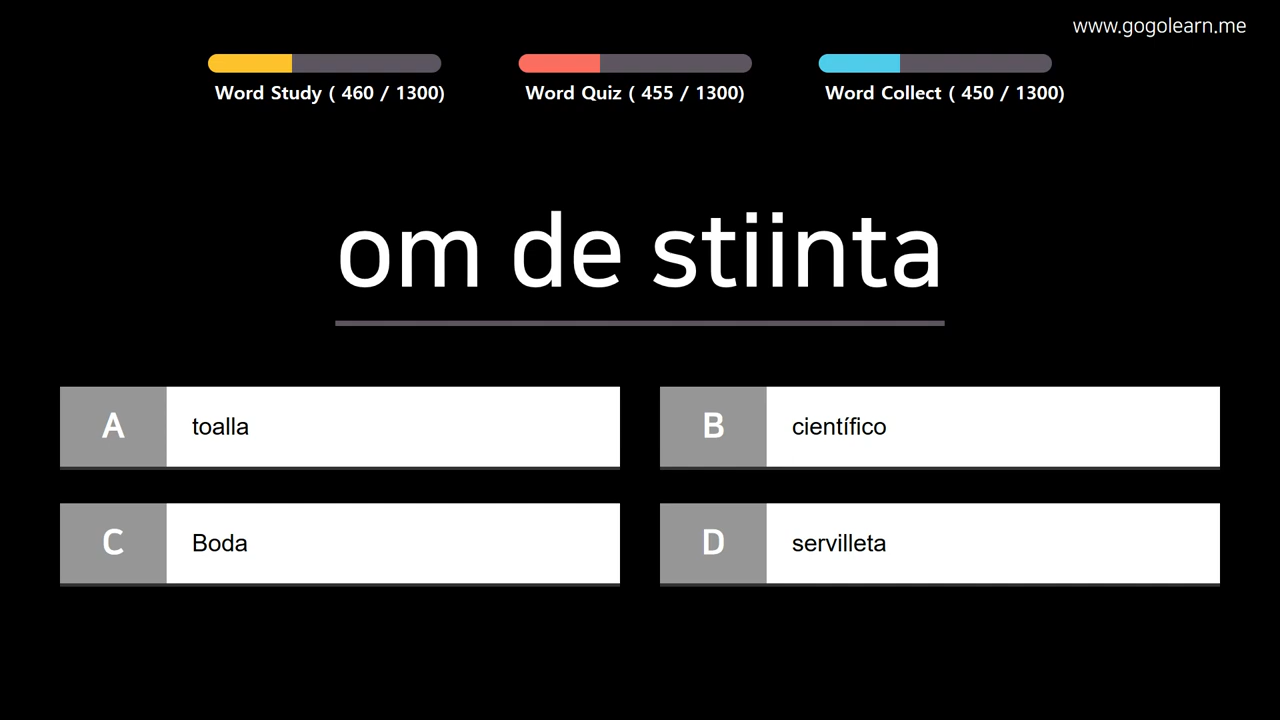 www.gogolearn.me
Word Study ( 460 / 1300)
Word Quiz ( 455 / 1300)
Word Collect ( 450 / 1300)
om de stiinta
A toalla
B científico
C Boda
D servilleta